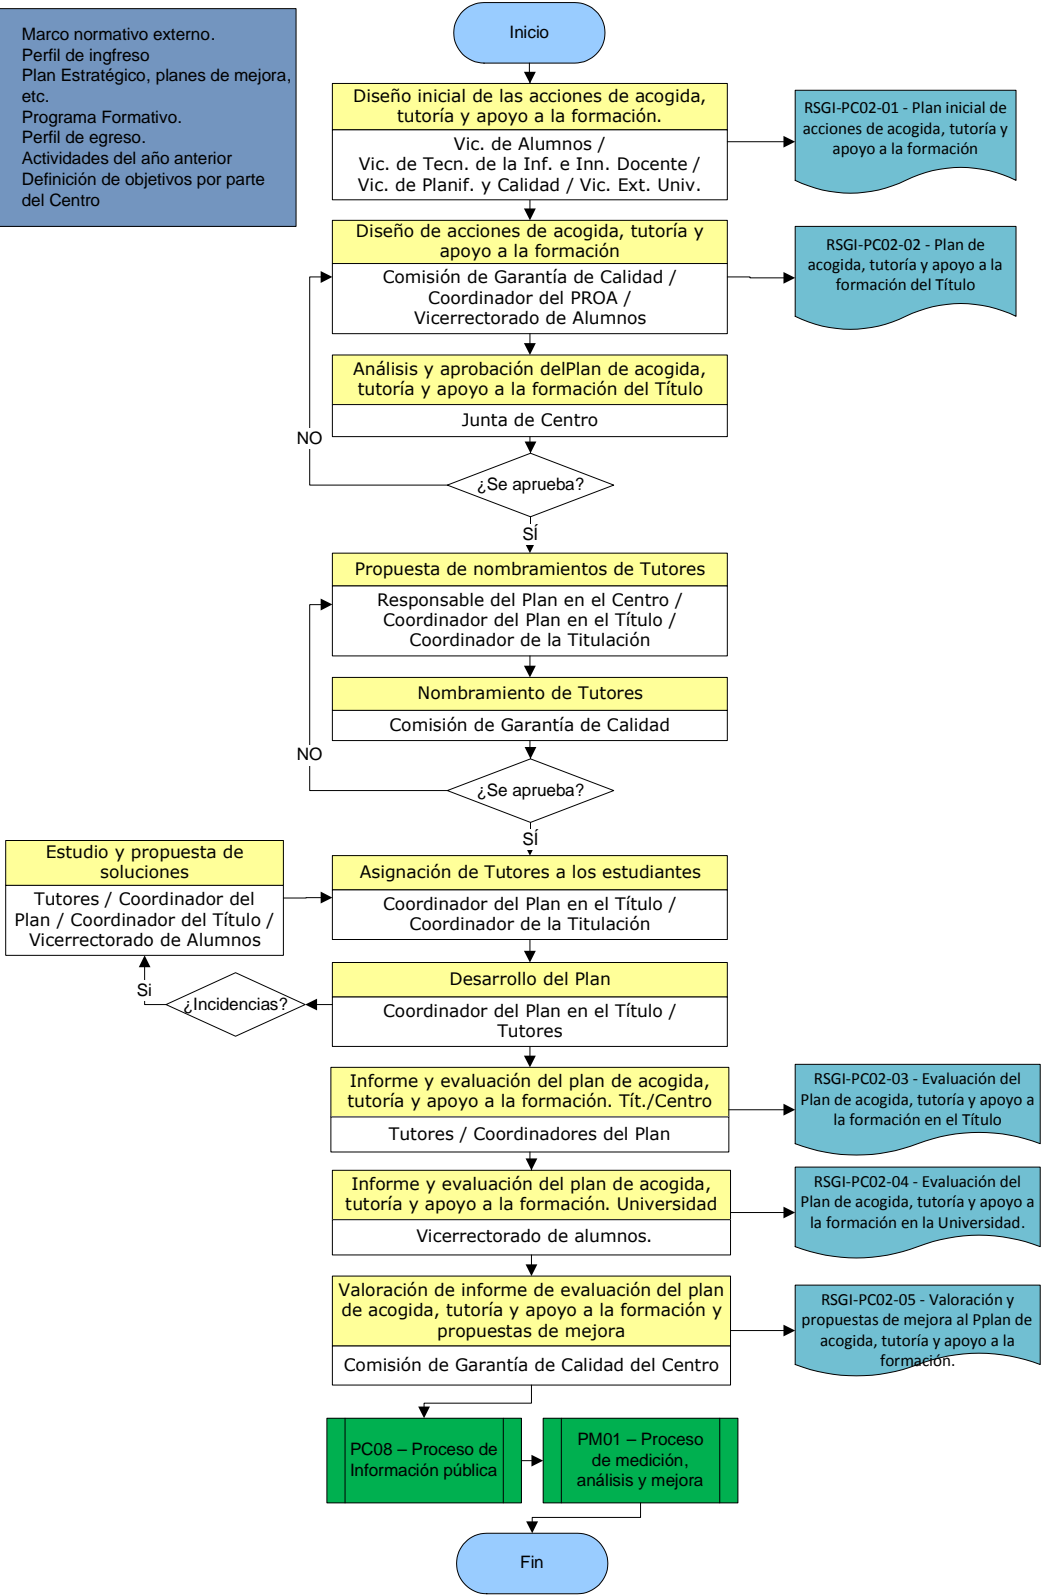 Marco normativo externo.
Perfil de ingfreso
Plan Estratégico, planes de mejora,
etc.
Programa Formativo.
Perfil de egreso.
Actividades del año anterior
Definición de objetivos por parte
del Centro
Inicio
Diseño inicial de las acciones de acogida,
tutoría y apoyo a la formación.
Vic. de Alumnos /
Vic. de Tecn. de la Inf. e Inn. Docente /
Vic. de Planif. y Calidad / Vic. Ext. Univ.
RSGI-PC02-01 - Plan inicial de
acciones de acogida, tutoría y
apoyo a la formación
Diseño de acciones de acogida, tutoría y
apoyo a la formación
Comisión de Garantía de Calidad /
Coordinador del PROA /
Vicerrectorado de Alumnos
RSGI-PC02-02 - Plan de
acogida, tutoría y apoyo a la
formación del Título
Análisis y aprobación delPlan de acogida,
tutoría y apoyo a la formación del Título
Junta de Centro
NO
¿Se aprueba?
SÍ
Propuesta de nombramientos de Tutores
Responsable del Plan en el Centro /
Coordinador del Plan en el Título /
Coordinador de la Titulación
Nombramiento de Tutores
Comisión de Garantía de Calidad
NO
¿Se aprueba?
SÍ
Estudio y propuesta de
soluciones
Tutores / Coordinador del
Plan / Coordinador del Título /
Vicerrectorado de Alumnos
Asignación de Tutores a los estudiantes
Coordinador del Plan en el Título /
Coordinador de la Titulación
Si
¿Incidencias?
Desarrollo del Plan
Coordinador del Plan en el Título /
Tutores
Informe y evaluación del plan de acogida,
tutoría y apoyo a la formación. Tít./Centro
Tutores / Coordinadores del Plan
RSGI-PC02-03 - Evaluación del
Plan de acogida, tutoría y apoyo a
la formación en el Título
Informe y evaluación del plan de acogida,
tutoría y apoyo a la formación. Universidad
Vicerrectorado de alumnos.
RSGI-PC02-04 - Evaluación del
Plan de acogida, tutoría y apoyo a
la formación en la Universidad.
Valoración de informe de evaluación del plan
de acogida, tutoría y apoyo a la formación y
propuestas de mejora
Comisión de Garantía de Calidad del Centro
RSGI-PC02-05 - Valoración y
propuestas de mejora al Pplan de
acogida, tutoría y apoyo a la
formación.
PC08 – Proceso de
Información pública
PM01 – Proceso
de medición,
análisis y mejora
Fin